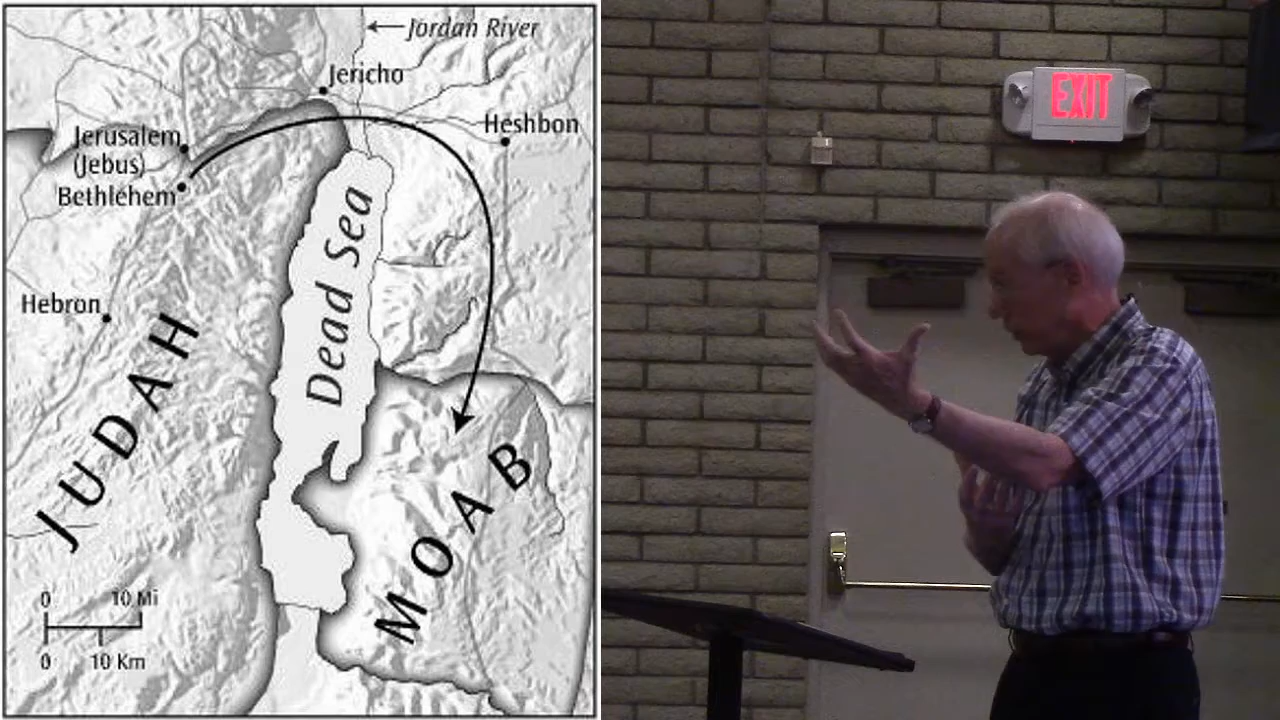 Jordan River
Jericho
Heshbon
Jerusalem
(Jebus)
Bethlehem
Dead Sea
Hebron
JUDAH
MOAB
0 10 Mi
0 10 Km
EXIT